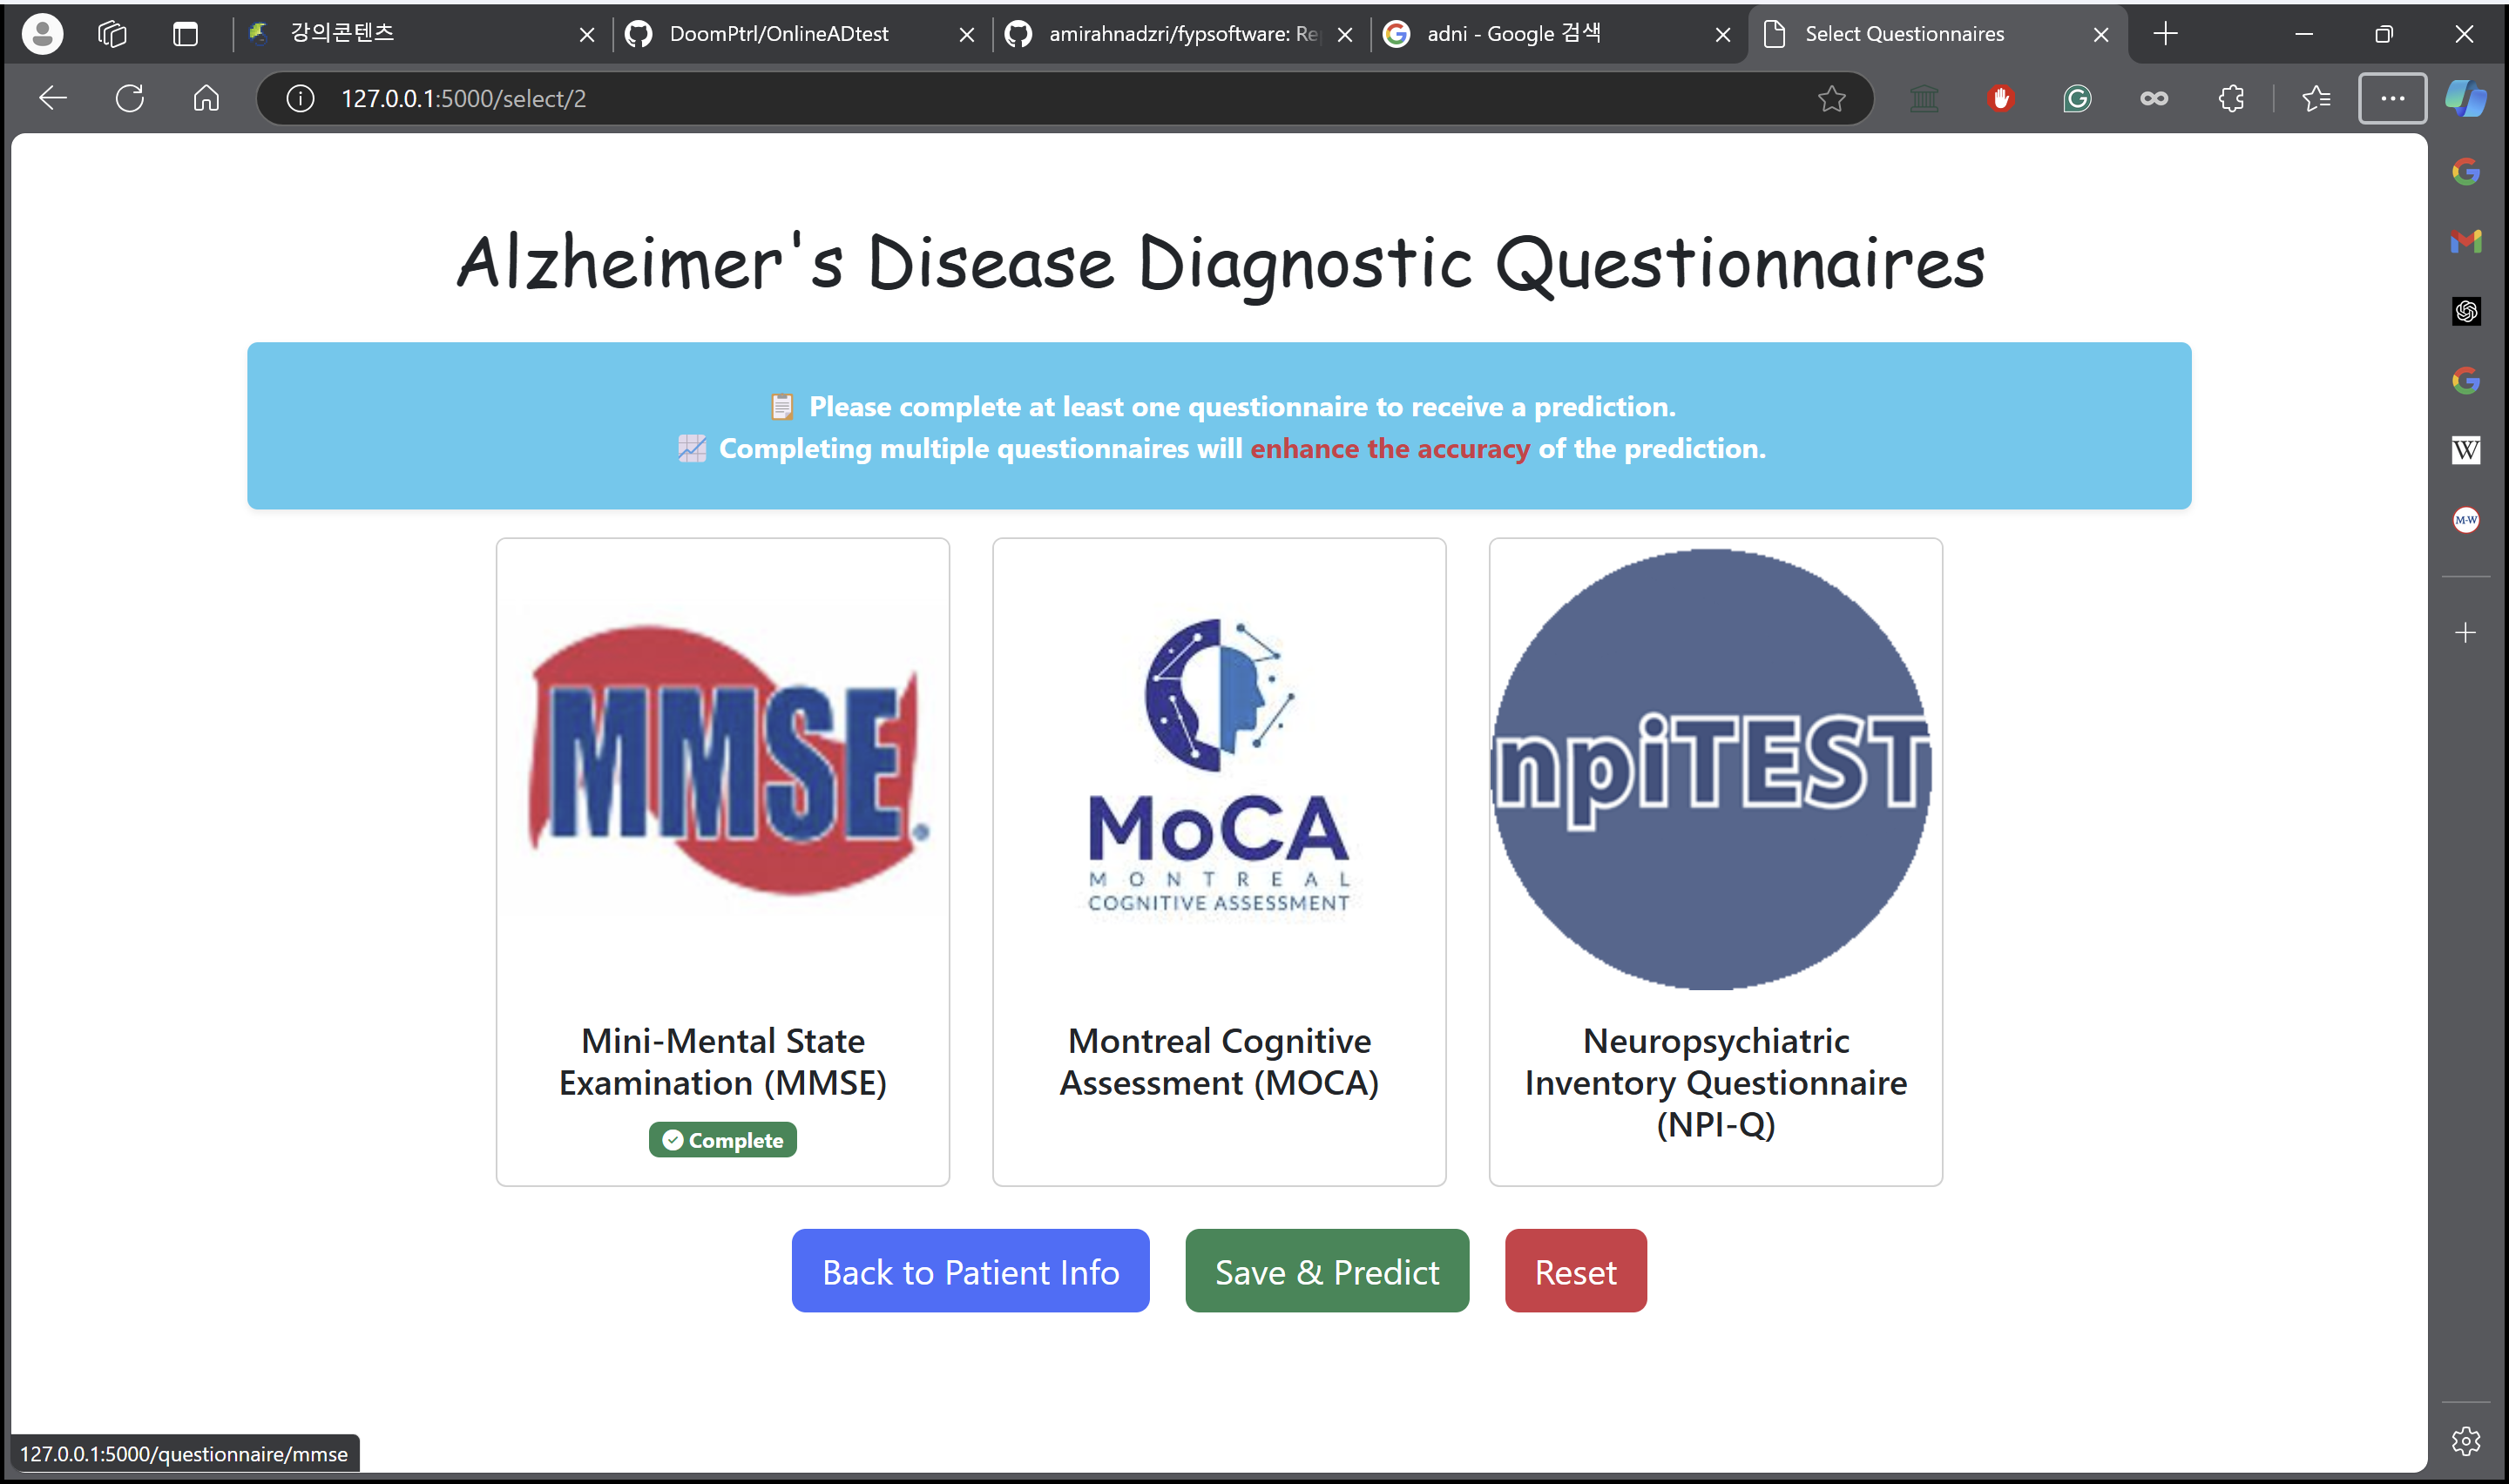 강의콘텐츠
DoomPtrl/OnlineADtest
amirahnadzri/fypsoftware: Re
adni - Google 검색
Select Questionnaires
127.0.0.1:5000/select/2
Alzheimer's Disease Diagnostic Questionnaires
📋 Please complete at least one questionnaire to receive a prediction.
📈 Completing multiple questionnaires will enhance the accuracy of the prediction.
MMSE
MoCA
MONTREAL
COGNITIVE ASSESSMENT
npiTEST
Mini-Mental State
Examination (MMSE)
Complete
Montreal Cognitive
Assessment (MOCA)
Neuropsychiatric
Inventory Questionnaire
(NPI-Q)
Back to Patient Info
Save & Predict
Reset
127.0.0.1:5000/questionnaire/mmse
W
M-W